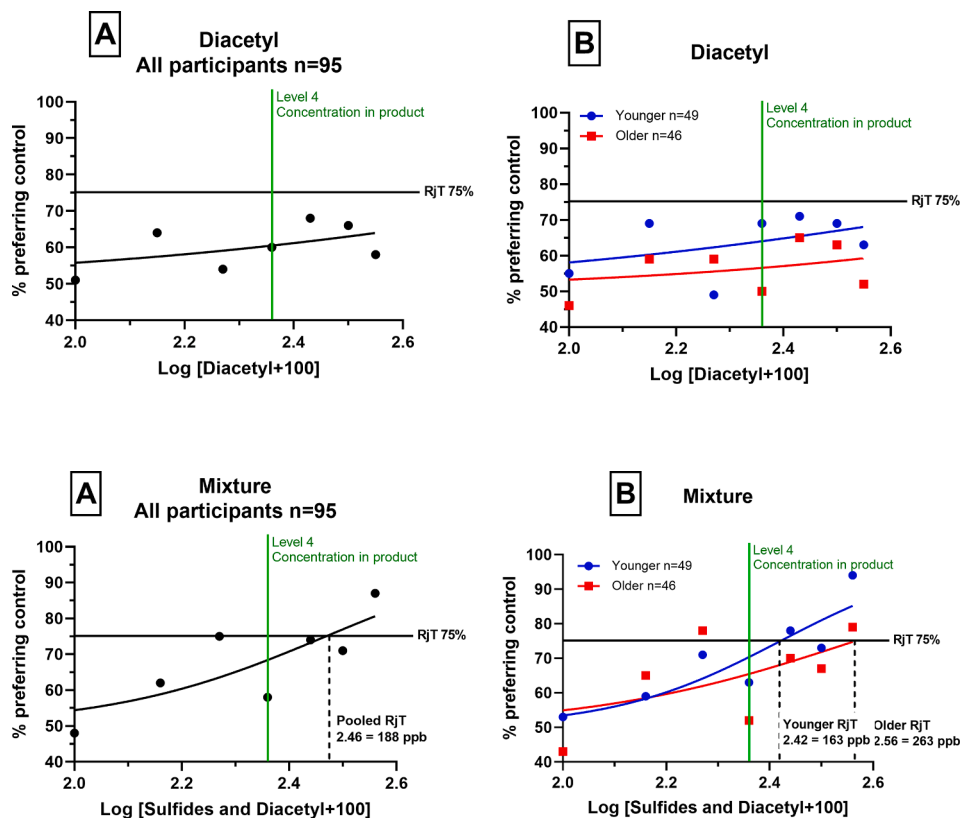 A
Diacetyl
All participants n=95
Level 4
Concentration in product
100
90
80
70
60
50
40
RjT 75%
% preferring control
2.0
2.2
2.4
2.6
Log [Diacetyl+100]
B
Diacetyl
Younger n=49
Older n=46
Level 4
Concentration in product
100
90
80
70
60
50
40
RjT 75%
% preferring control
2.0
2.2
2.4
2.6
Log [Diacetyl+100]
A
Mixture
All participants n=95
Level 4
Concentration in product
100
90
80
70
60
50
40
RjT 75%
% preferring control
Pooled RjT
2.46 = 188 ppb
2.0
2.2
2.4
2.6
Log [Sulfides and Diacetyl+100]
B
Mixture
Younger n=49
Older n=46
Level 4
Concentration in product
100
90
80
70
60
50
40
RjT 75%
% preferring control
Younger RjT
2.42 = 163 ppb
Older RjT
2.56 = 263 ppb
2.0
2.2
2.4
2.6
Log [Sulfides and Diacetyl+100]